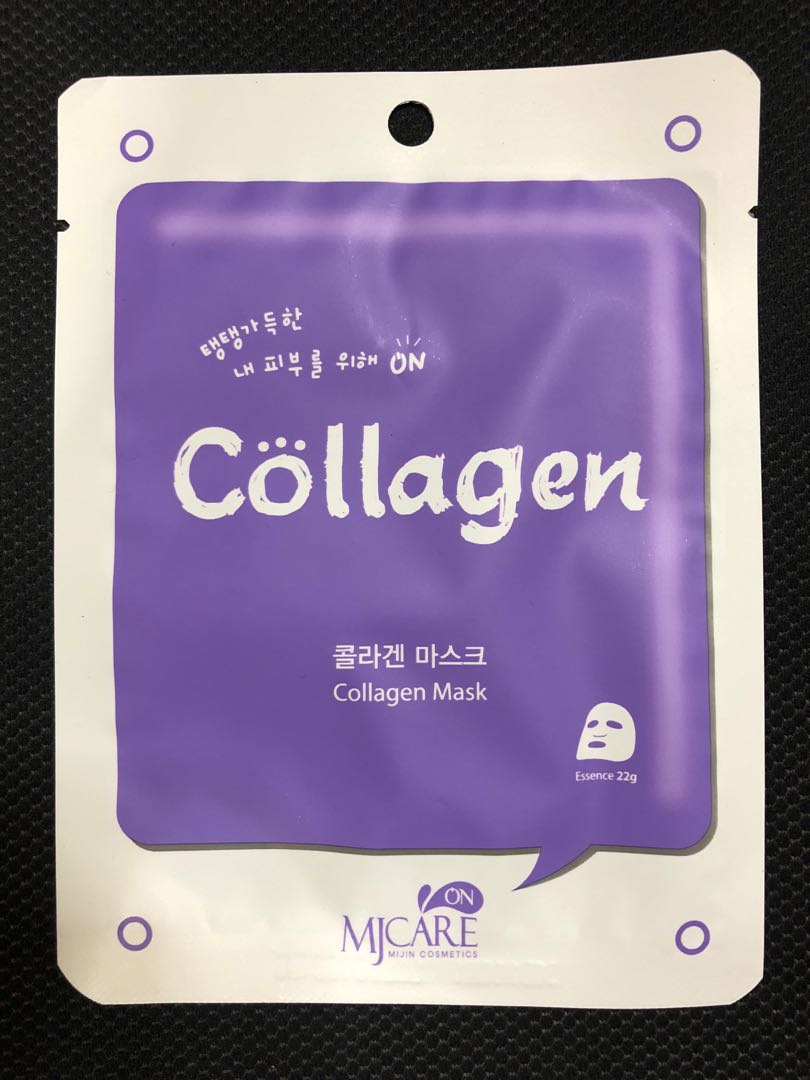 탱탱가득한
내 피부를 위해 ON
Cöllagen
콜라겐 마스크
Collagen Mask
Essence 22g
ON
MJCARE
MIJIN COSMETICS